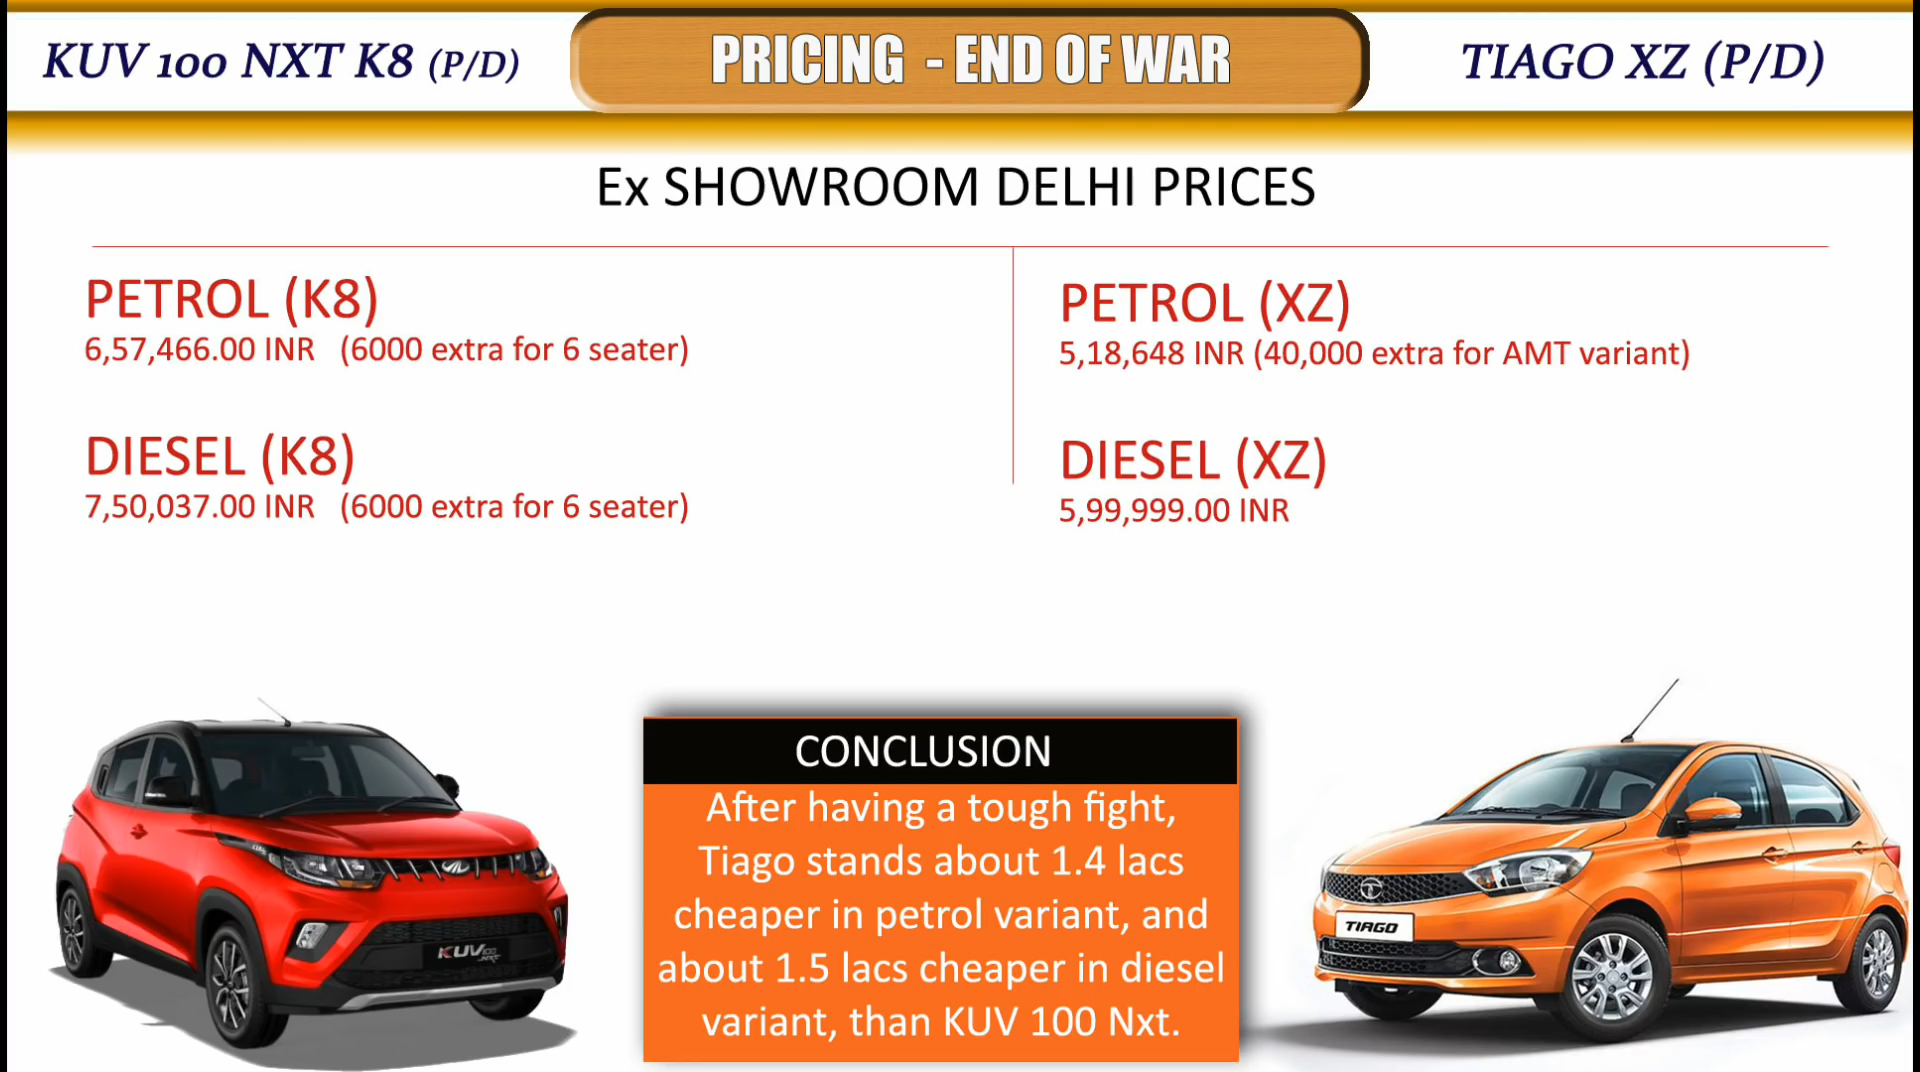 KUV 100 NXT K8 (P/D)
PRICING - END OF WAR
TIAGO XZ (P/D)
Ex SHOWROOM DELHI PRICES
PETROL (K8)
6,57,466.00 INR (6000 extra for 6 seater)
DIESEL (K8)
7,50,037.00 INR (6000 extra for 6 seater)
PETROL (XZ)
5,18,648 INR (40,000 extra for AMT variant)
DIESEL (XZ)
5,99,999.00 INR
CONCLUSION
After having a tough fight,
Tiago stands about 1.4 lacs
cheaper in petrol variant, and
about 1.5 lacs cheaper in diesel
variant, than KUV 100 Nxt.
KUV100
NXT
TIAGO